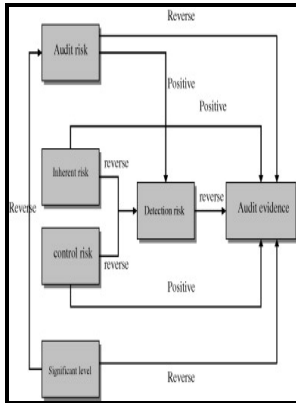 Reverse
Audit risk
Positive
Positive
Inherent risk
reverse
Reverse
Detection risk
reverse
Audit evidence
control risk
reverse
Positive
Significant level
Reverse